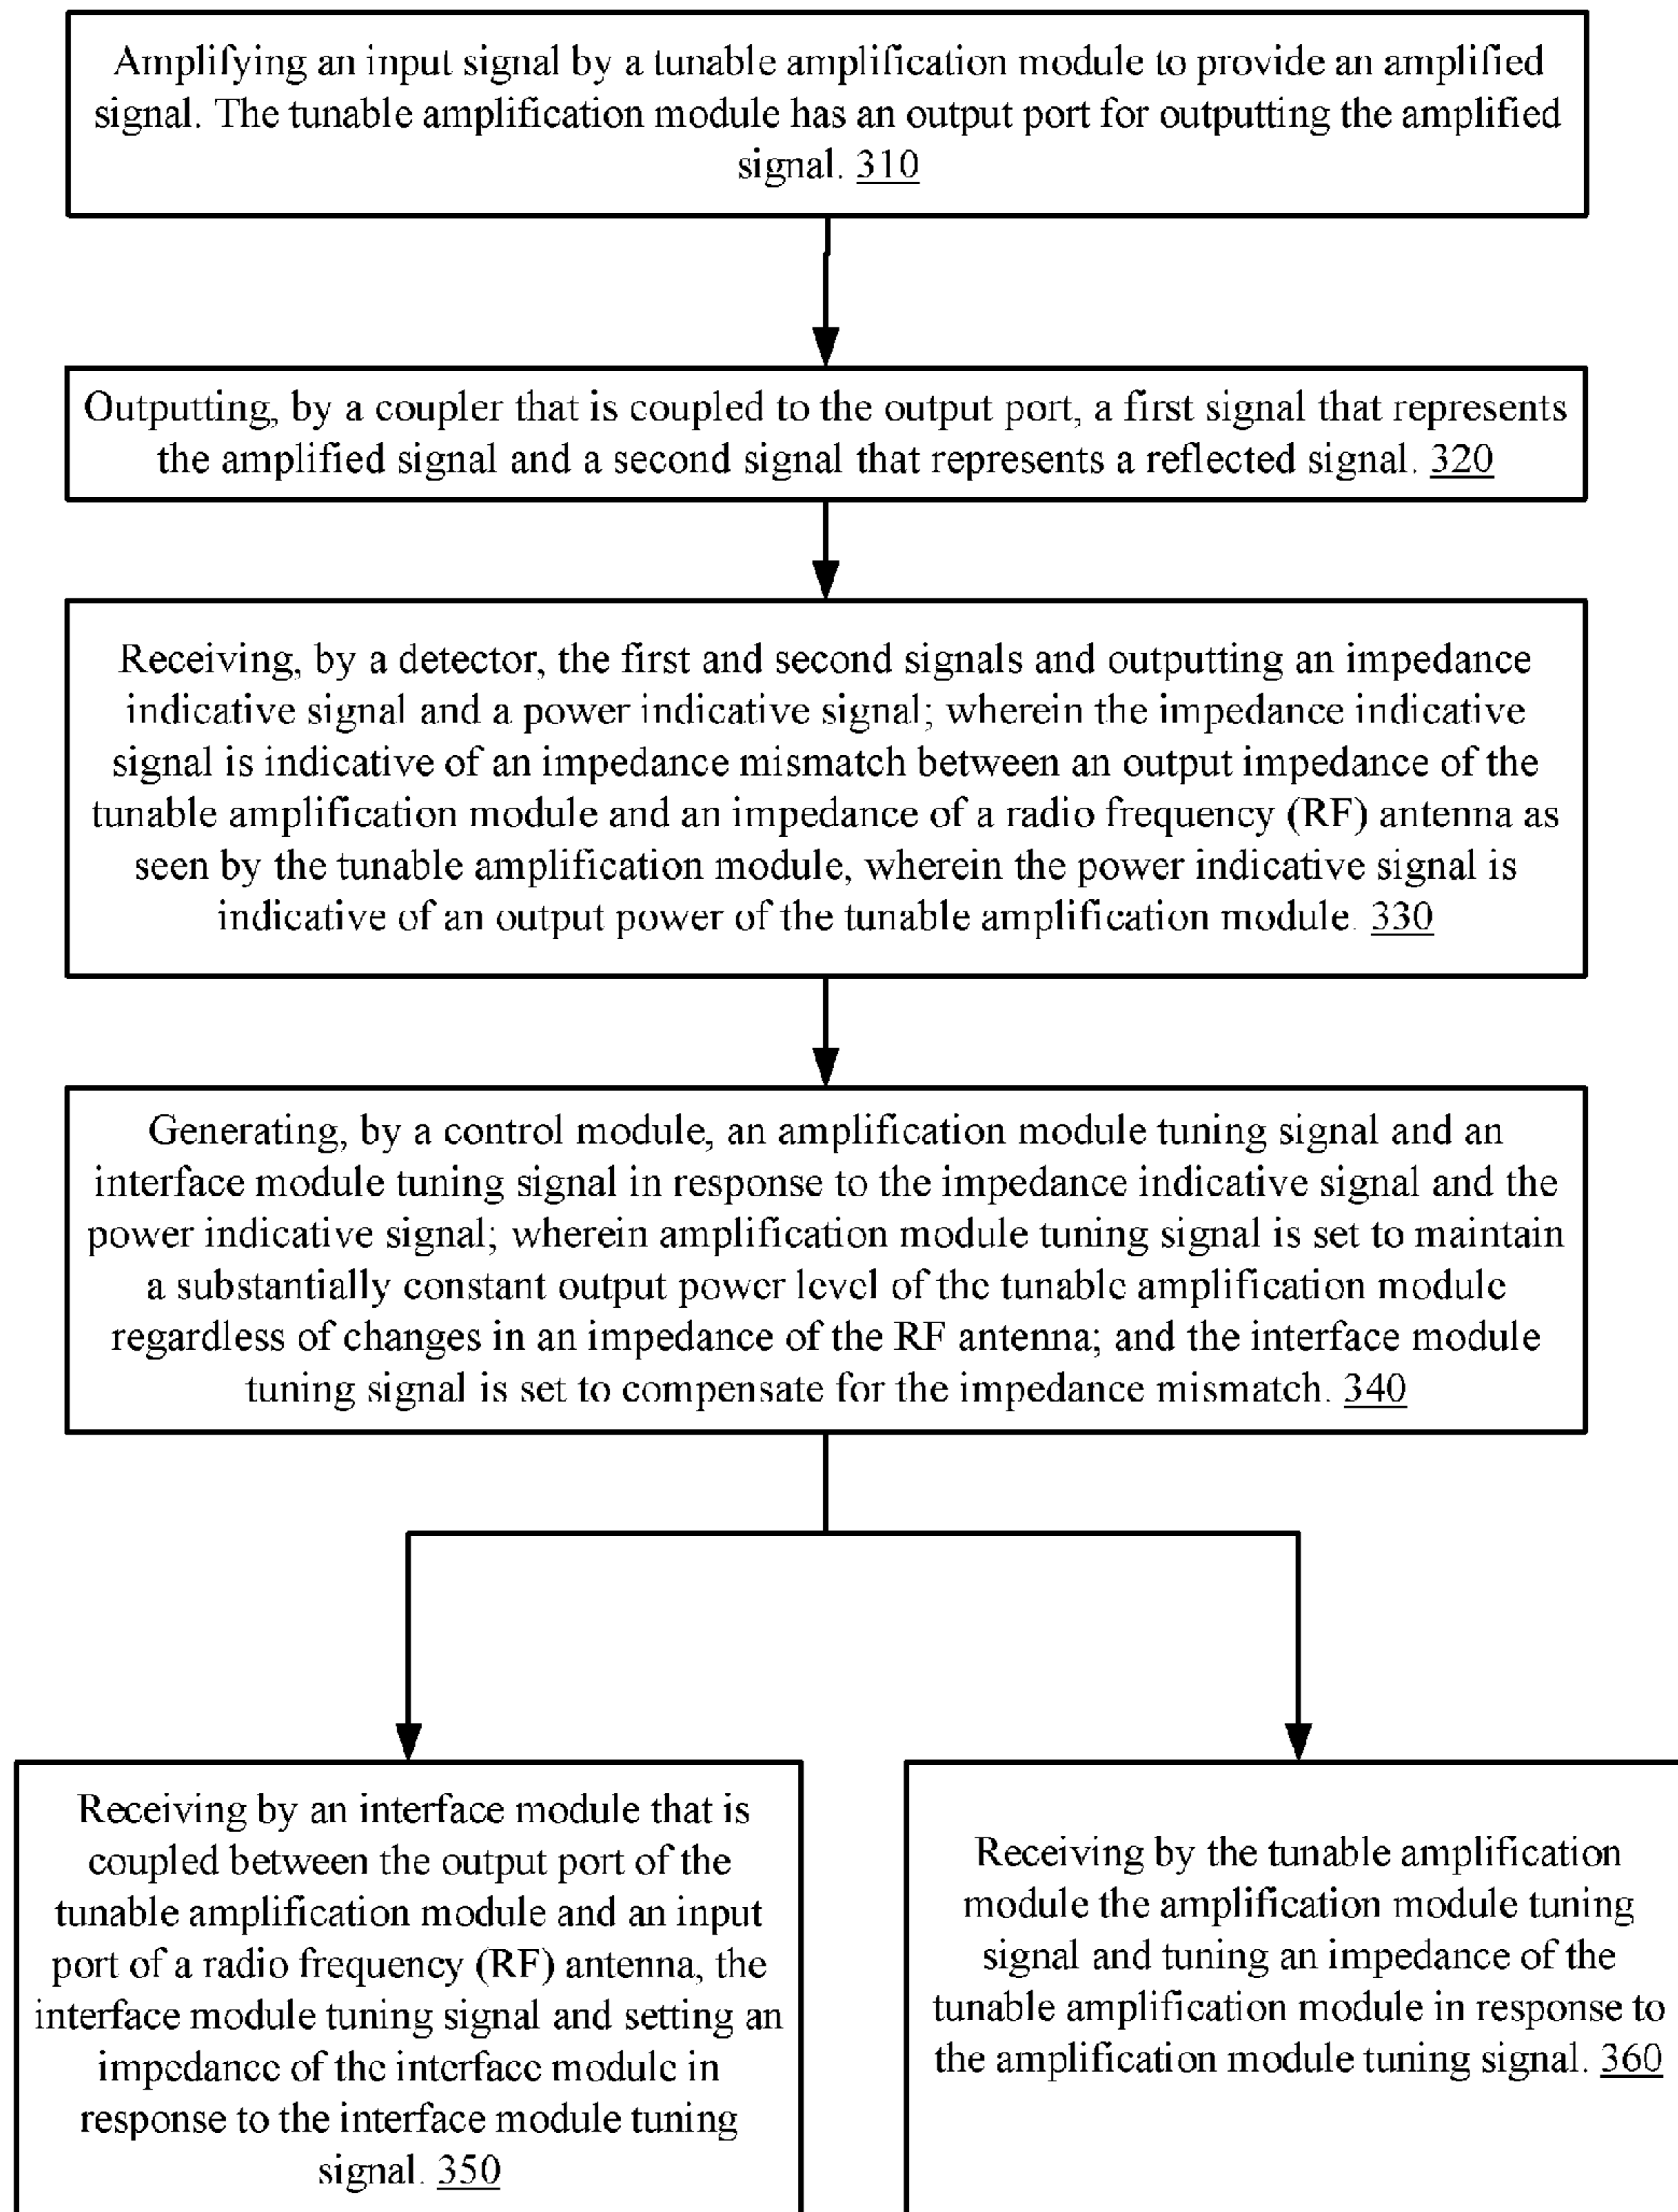 Amplifying an input signal by a tunable amplification module to provide an amplified
signal. The tunable amplification module has an output port for outputting the amplified
signal. 310
Outputting, by a coupler that is coupled to the output port, a first signal that represents
the amplified signal and a second signal that represents a reflected signal. 320
Receiving, by a detector, the first and second signals and outputting an impedance
indicative signal and a power indicative signal; wherein the impedance indicative
signal is indicative of an impedance mismatch between an output impedance of the
tunable amplification module and an impedance of a radio frequency (RF) antenna as
seen by the tunable amplification module, wherein the power indicative signal is
indicative of an output power of the tunable amplification module. 330
Generating, by a control module, an amplification module tuning signal and an
interface module tuning signal in response to the impedance indicative signal and the
power indicative signal; wherein amplification module tuning signal is set to maintain
a substantially constant output power level of the tunable amplification module
regardless of changes in an impedance of the RF antenna; and the interface module
tuning signal is set to compensate for the impedance mismatch. 340
Receiving by an interface module that is
coupled between the output port of the
tunable amplification module and an input
port of a radio frequency (RF) antenna, the
interface module tuning signal and setting an
impedance of the interface module in
response to the interface module tuning
signal. 350
Receiving by the tunable amplification
module the amplification module tuning
signal and tuning an impedance of the
tunable amplification module in response to
the amplification module tuning signal. 360